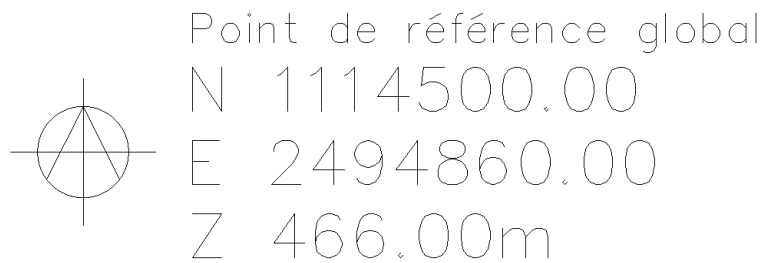 Point de référence global
N 1114500.00
E 2494860.00
Z 466.00m